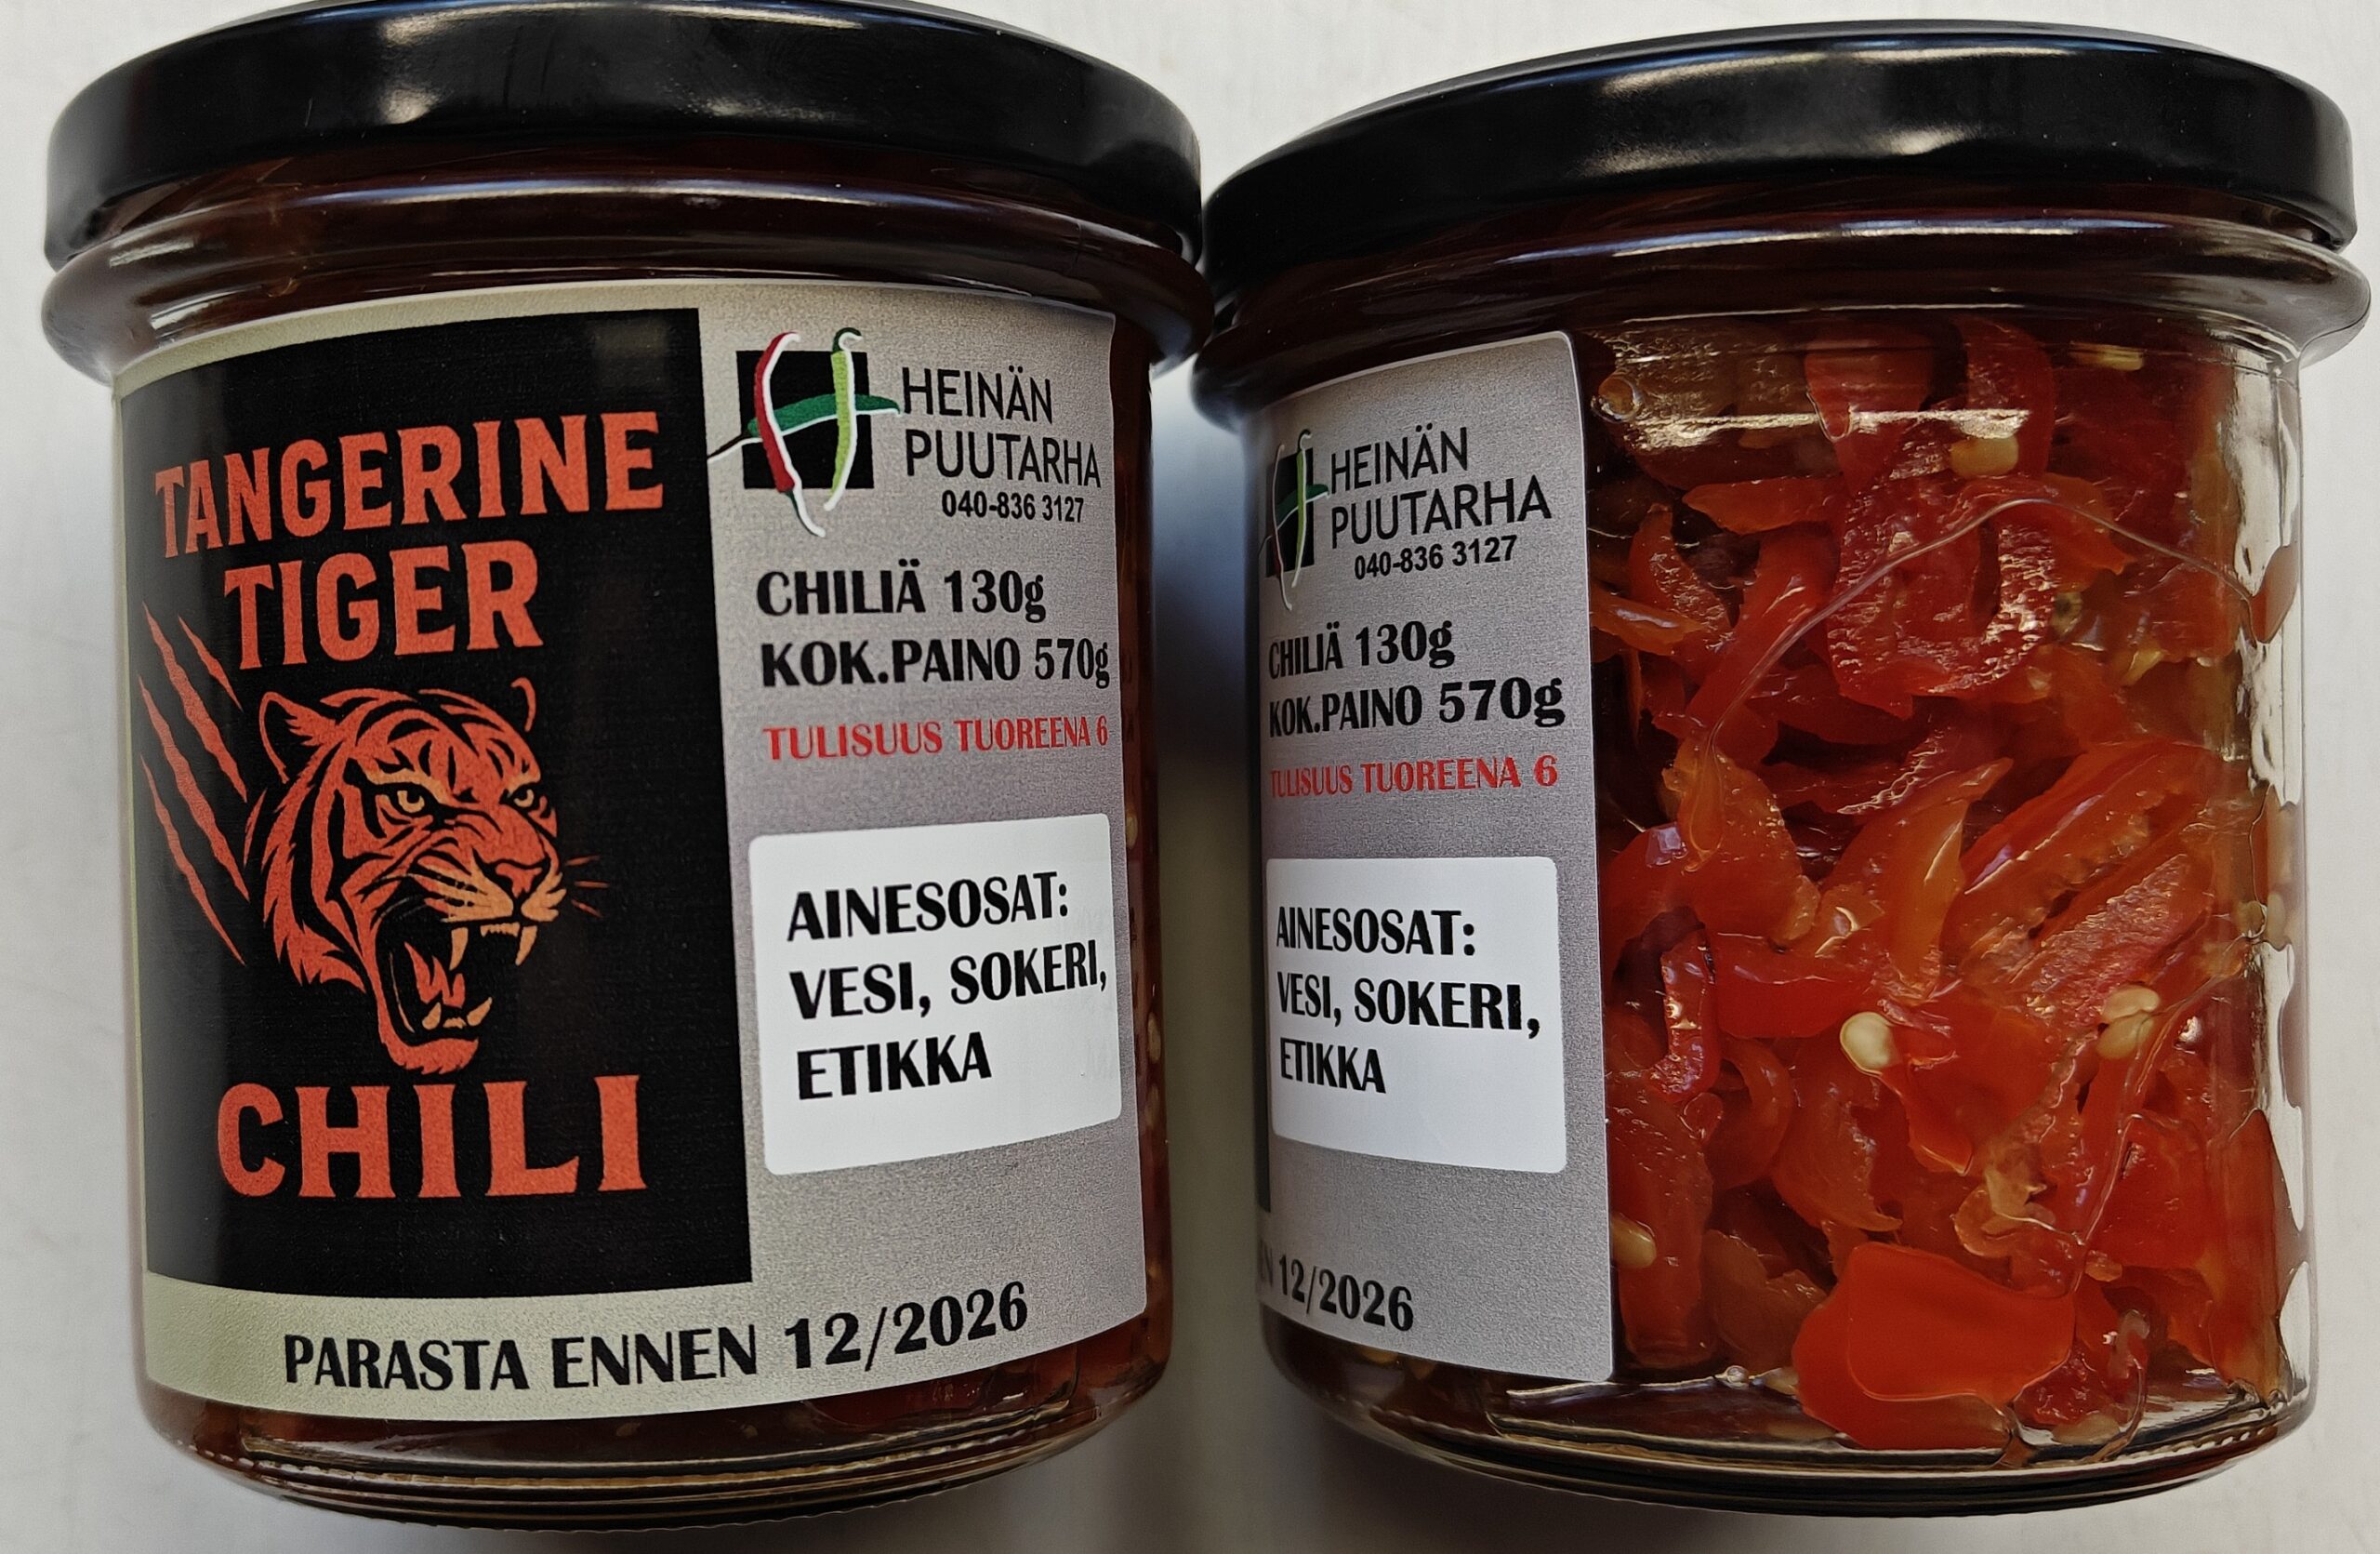 TANGERINE
TIGER
CHILI
HEINÄN
PUUTARHA
040-836 3127
CHILIÄ 130g
KOK.PAINO 570g
TULISUUS TUOREENA 6
AINESOSAT:
VESI, SOKERI,
ETIKKA
PARASTA ENNEN 12/2026
HEINÄN
PUUTARHA
040-836 3127
CHILIÄ 130g
KOK.PAINO 570g
TULISUUS TUOREENA 6
AINESOSAT:
VESI, SOKERI,
ETIKKA
12/2026